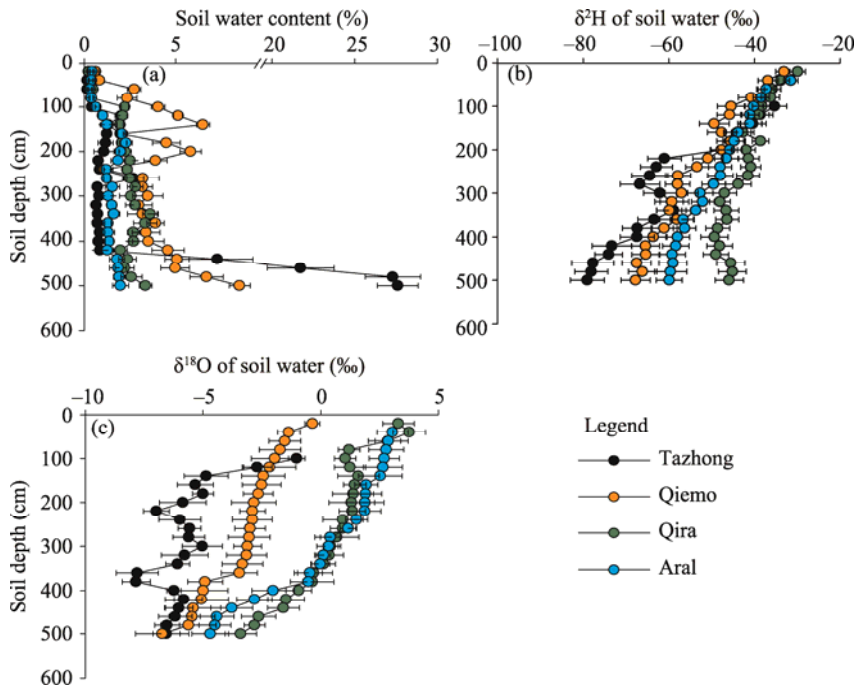 Soil water content (%)
0 5 20 25 30
(a)
Soil depth (cm)
0
100
200
300
400
500
600
δ²H of soil water (‰)
−100 −80 −60 −40 −20
(b)
0
100
200
300
400
500
600
δ¹⁸O of soil water (‰)
−10 −5 0 5
(c)
Soil depth (cm)
0
100
200
300
400
500
600
Legend
Tazhong
Qiemo
Qira
Aral